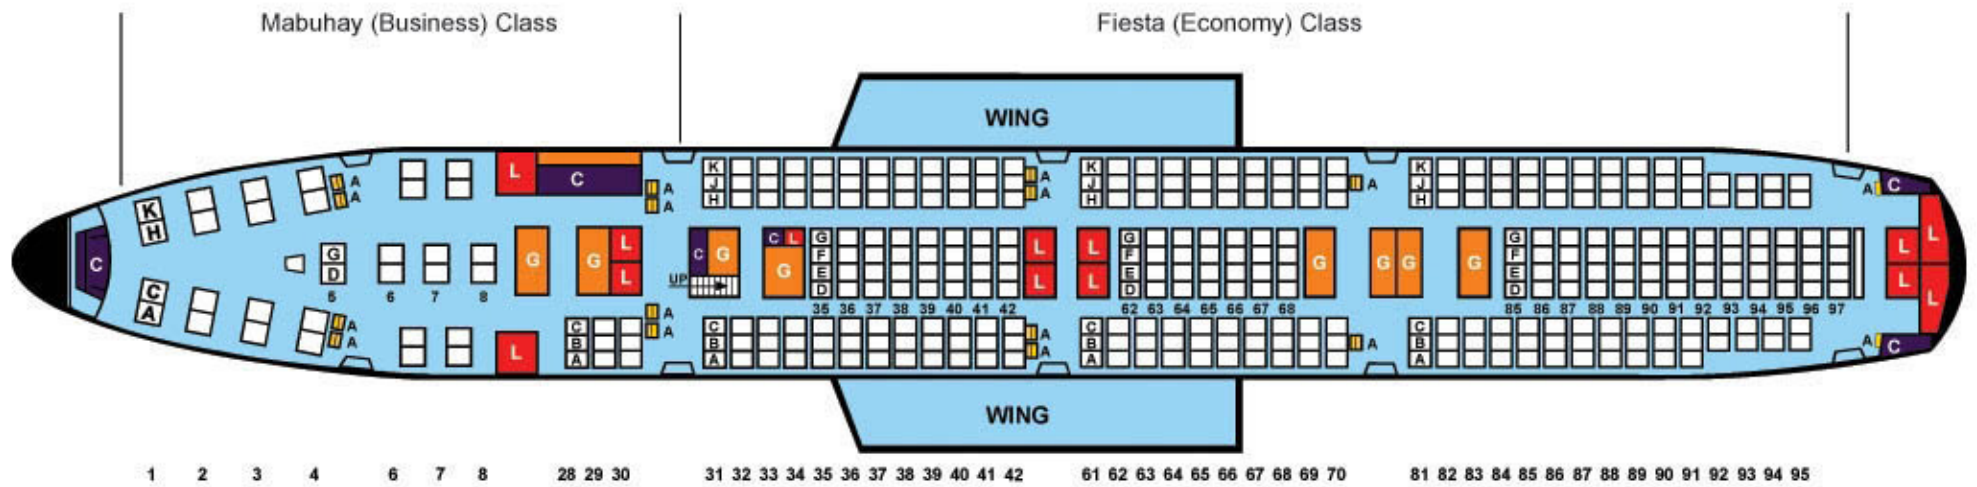 Mabuhay (Business) Class
Fiesta (Economy) Class
WING
K J H
K J H
K J H
L
C
A
A
A
A
A
A
A
A
A
K H
C
G D
G
G
L
L
C
G
C L
G
G F E D
L
L
L
L
G F E D
G
G G
G
G F E D
L
L
L
L
C
UP
5 6 7 8
35 36 37 38 39 40 41 42
62 63 64 65 66 67 68
85 86 87 88 89 90 91 92 93 94 95 96 97
C A
A
A
L
C B A
A
A
C B A
A
A
C B A
A
C B A
A
C
WING
1 2 3 4 6 7 8 28 29 30 31 32 33 34 35 36 37 38 39 40 41 42 61 62 63 64 65 66 67 68 69 70 81 82 83 84 85 86 87 88 89 90 91 92 93 94 95